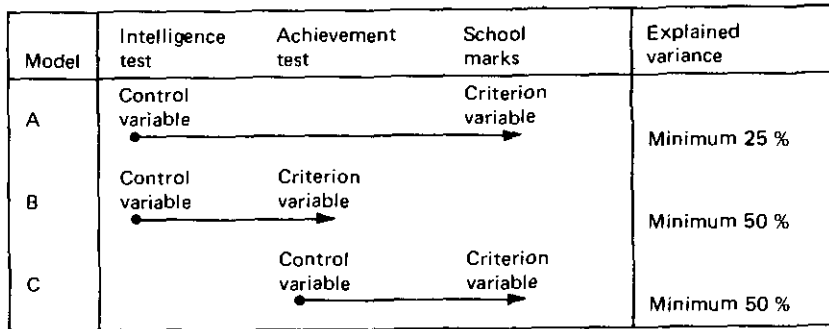 Model
Intelligence test
Achievement test
School marks
Explained variance
A
Control variable
Criterion variable
Minimum 25 %
B
Control variable
Criterion variable
Minimum 50 %
C
Control variable
Criterion variable
Minimum 50 %